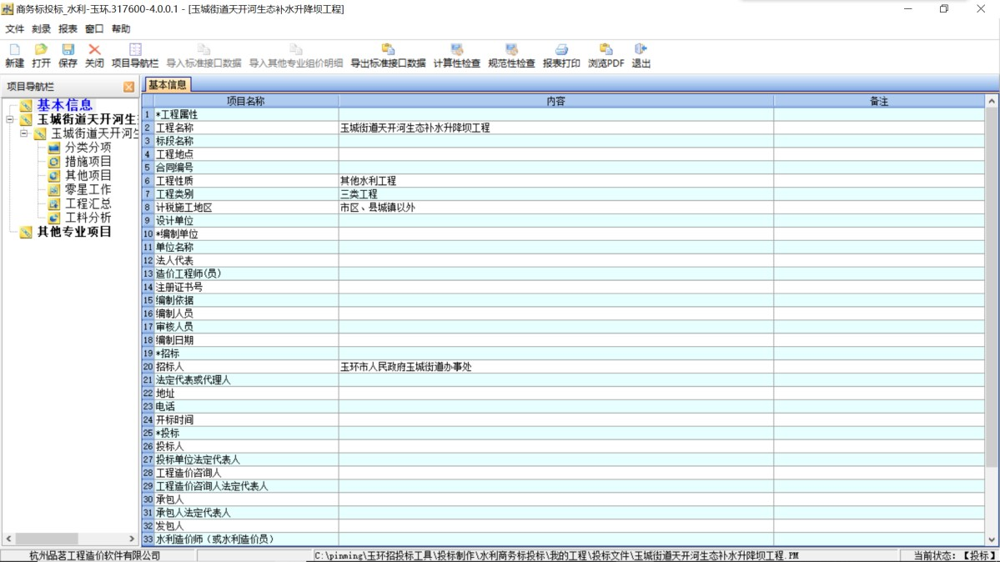 商务标投标_水利-玉环.317600-4.0.0.1 - [玉城街道天开河生态补水升降坝工程]
文件 刻录 报表 窗口 帮助
新建 打开 保存 关闭 项目导航栏 导入标准接口数据 导入其他专业组价明细 导出标准接口数据 计算性检查 规范性检查 报表打印 浏览PDF 退出
项目导航栏
基本信息
玉城街道天开河生
玉城街道天开河生
分类分项
措施项目
其他项目
零星工作
工程汇总
工料分析
其他专业项目
基本信息
项目名称 内容 备注
1 *工程属性
2 工程名称 玉城街道天开河生态补水升降坝工程
3 标段名称
4 工程地点
5 合同编号
6 工程性质 其他水利工程
7 工程类别 三类工程
8 计税施工地区 市区、县城镇以外
9 设计单位
10 *编制单位
11 单位名称
12 法人代表
13 造价工程师(员)
14 注册证书号
15 编制依据
16 编制人员
17 审核人员
18 编制日期
19 *招标
20 招标人 玉环市人民政府玉城街道办事处
21 法定代表或代理人
22 地址
23 电话
24 开标时间
25 *投标
26 投标人
27 投标单位法定代表人
28 工程造价咨询人
29 工程造价咨询人法定代表人
30 承包人
31 承包人法定代表人
32 发包人
33 水利造价师（或水利造价员）
杭州品茗工程造价软件有限公司 C:\pinming\玉环招投标工具\投标制作\水利商务标投标\我的工程\投标文件\玉城街道天开河生态补水升降坝工程.PM 当前状态：【投标】